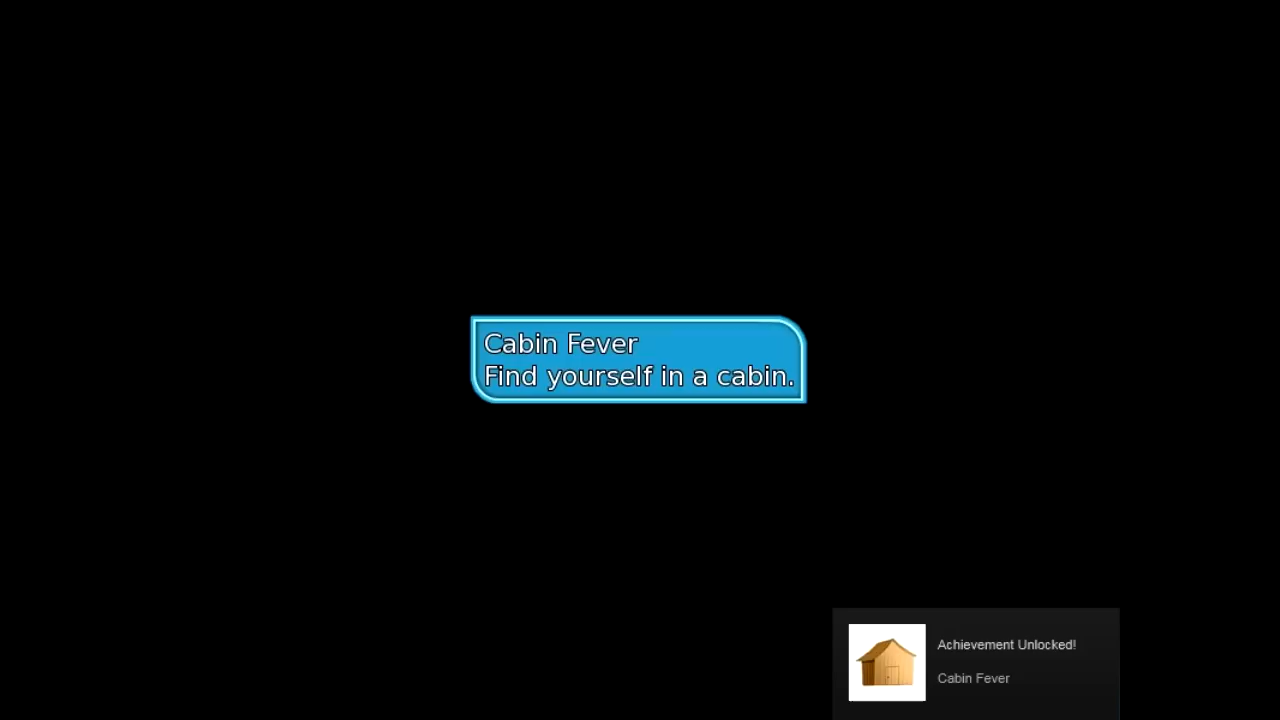 Cabin Fever
Find yourself in a cabin.
Achievement Unlocked!
Cabin Fever